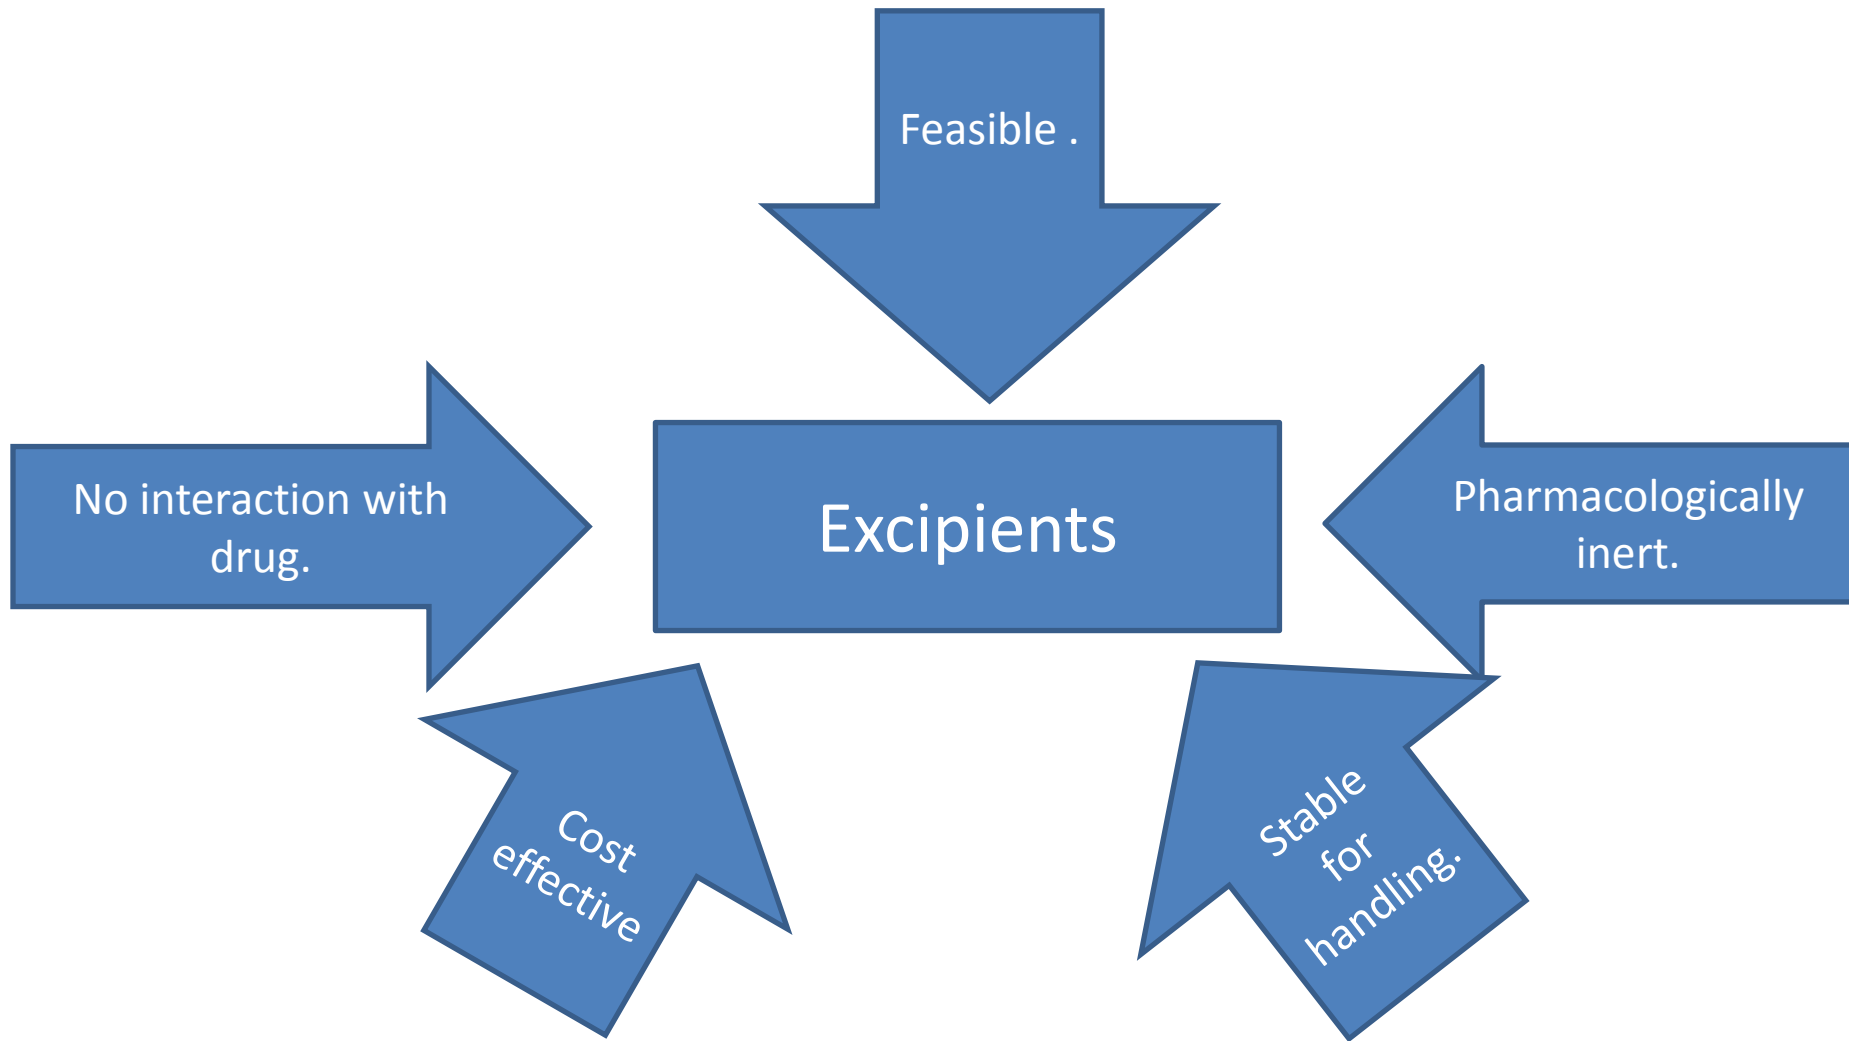 Feasible .
No interaction with
drug.
Excipients
Pharmacologically
inert.
Cost
effective
Stable
for
handling.